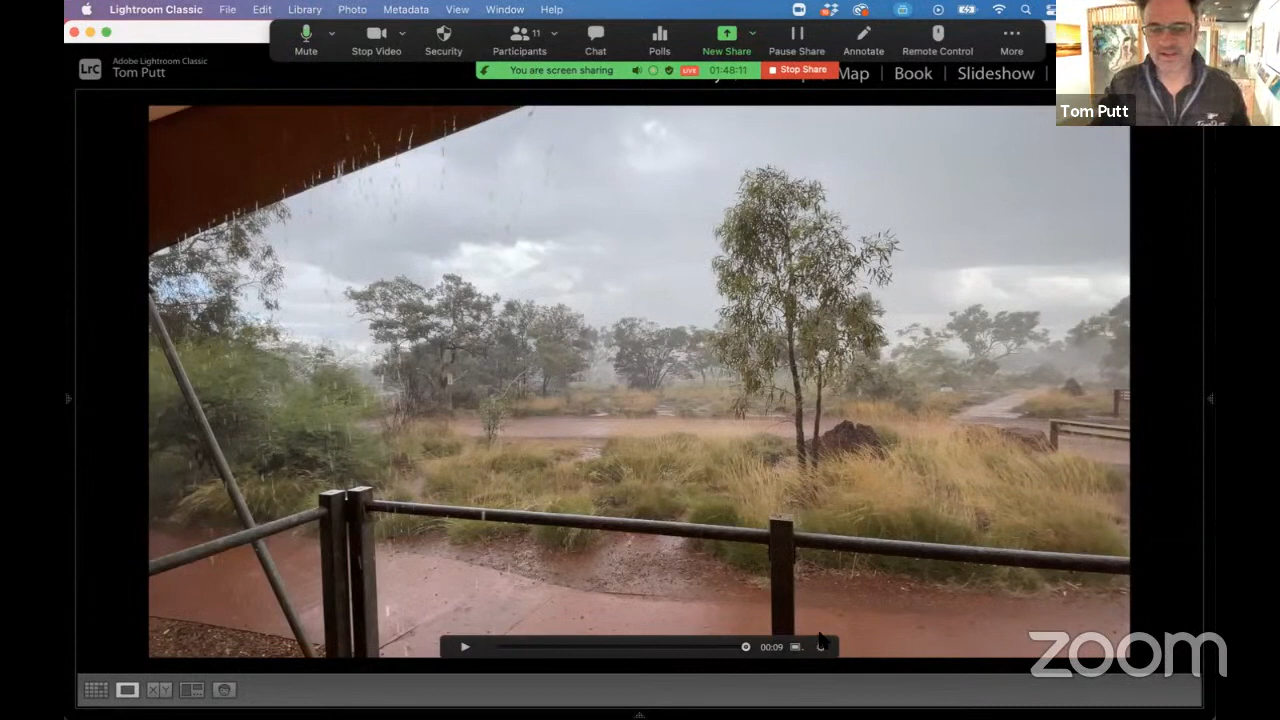 Lightroom Classic File Edit Library Photo Metadata View Window Help
Mute Stop Video Security Participants 11 Chat Polls New Share Pause Share Annotate Remote Control More
You are screen sharing LIVE 01:48:11 Stop Share
LrC Adobe Lightroom Classic
Tom Putt
Map | Book | Slideshow
Tom Putt
00:09
zoom
XY